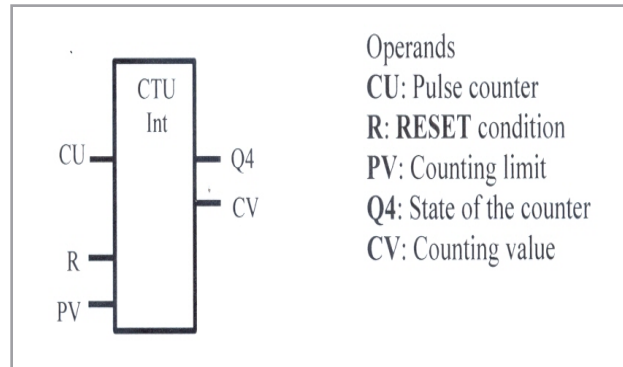 CTU
Int
CU
Q4
CV
R
PV
Operands
CU: Pulse counter
R: RESET condition
PV: Counting limit
Q4: State of the counter
CV: Counting value